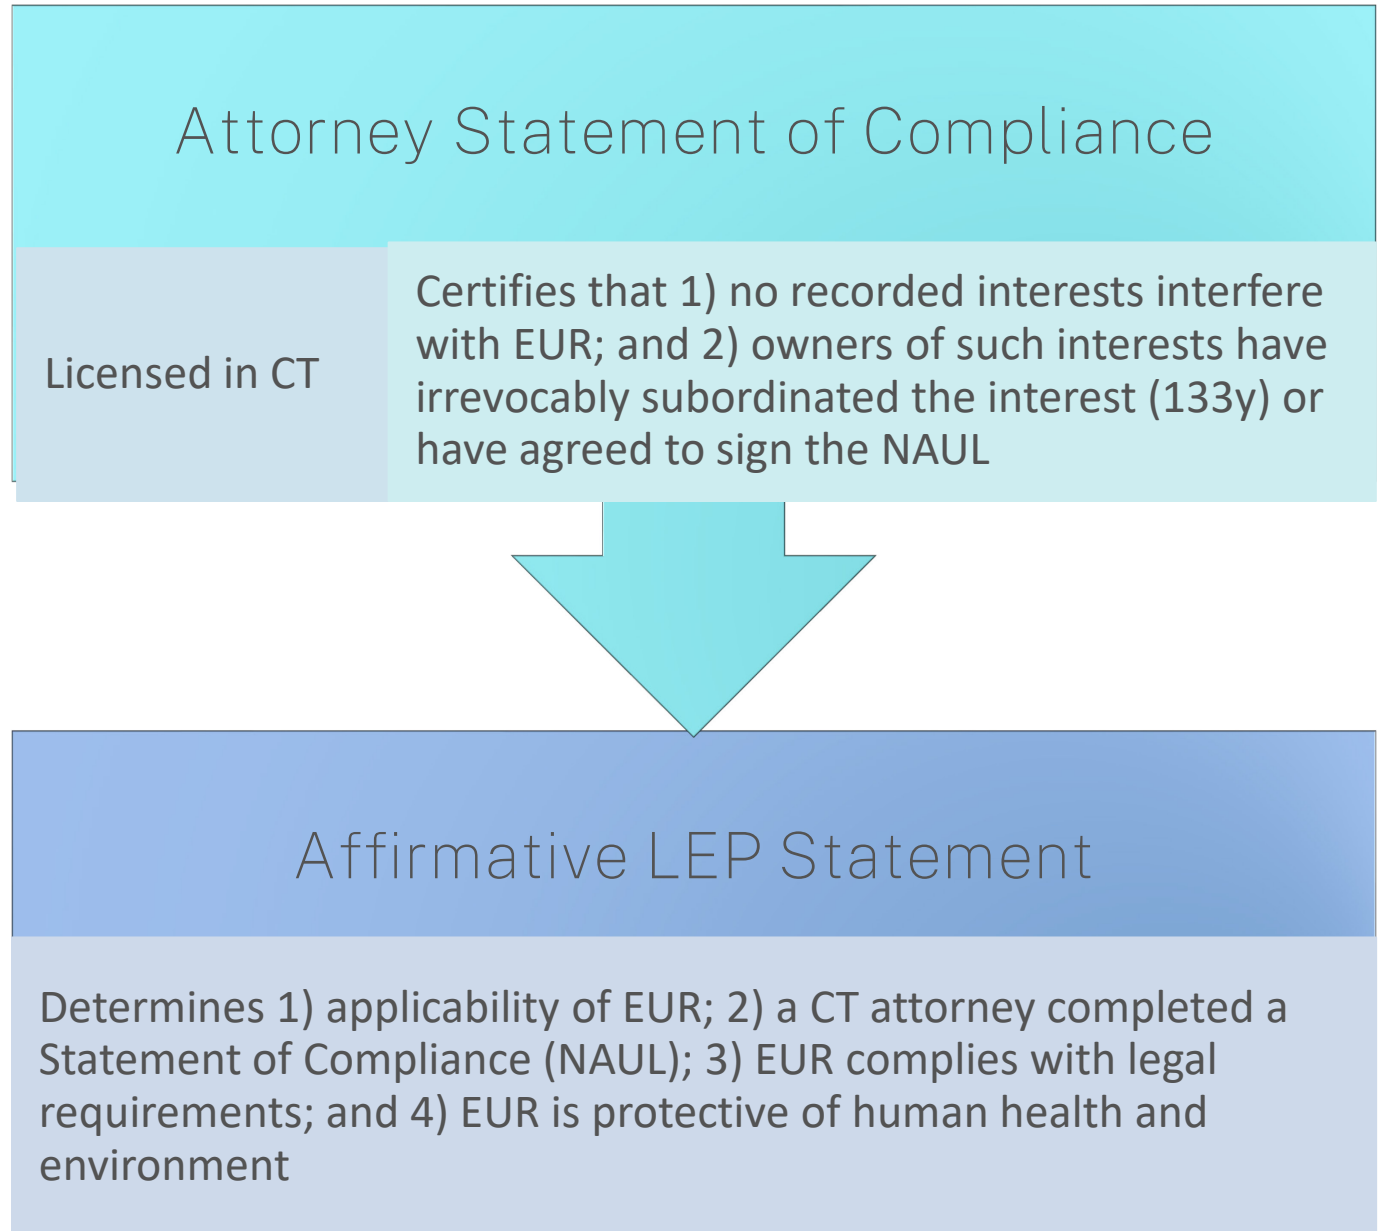 Attorney Statement of Compliance
Licensed in CT
Certifies that 1) no recorded interests interfere
with EUR; and 2) owners of such interests have
irrevocably subordinated the interest (133y) or
have agreed to sign the NAUL
Affirmative LEP Statement
Determines 1) applicability of EUR; 2) a CT attorney completed a
Statement of Compliance (NAUL); 3) EUR complies with legal
requirements; and 4) EUR is protective of human health and
environment